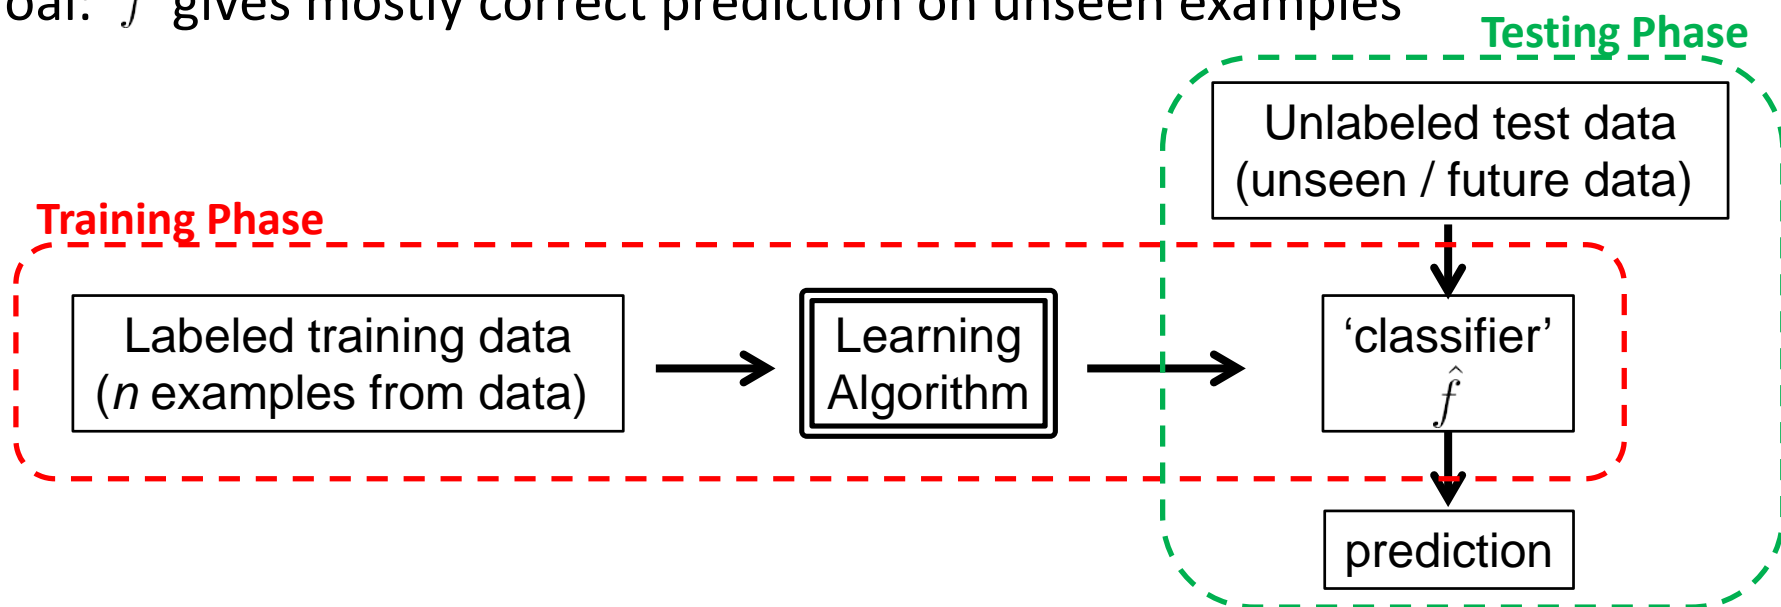 oal: f gives mostly correct prediction on unseen examples
Testing Phase
Unlabeled test data
(unseen / future data)
Training Phase
Labeled training data
(n examples from data)
Learning
Algorithm
‘classifier’
f̂
prediction